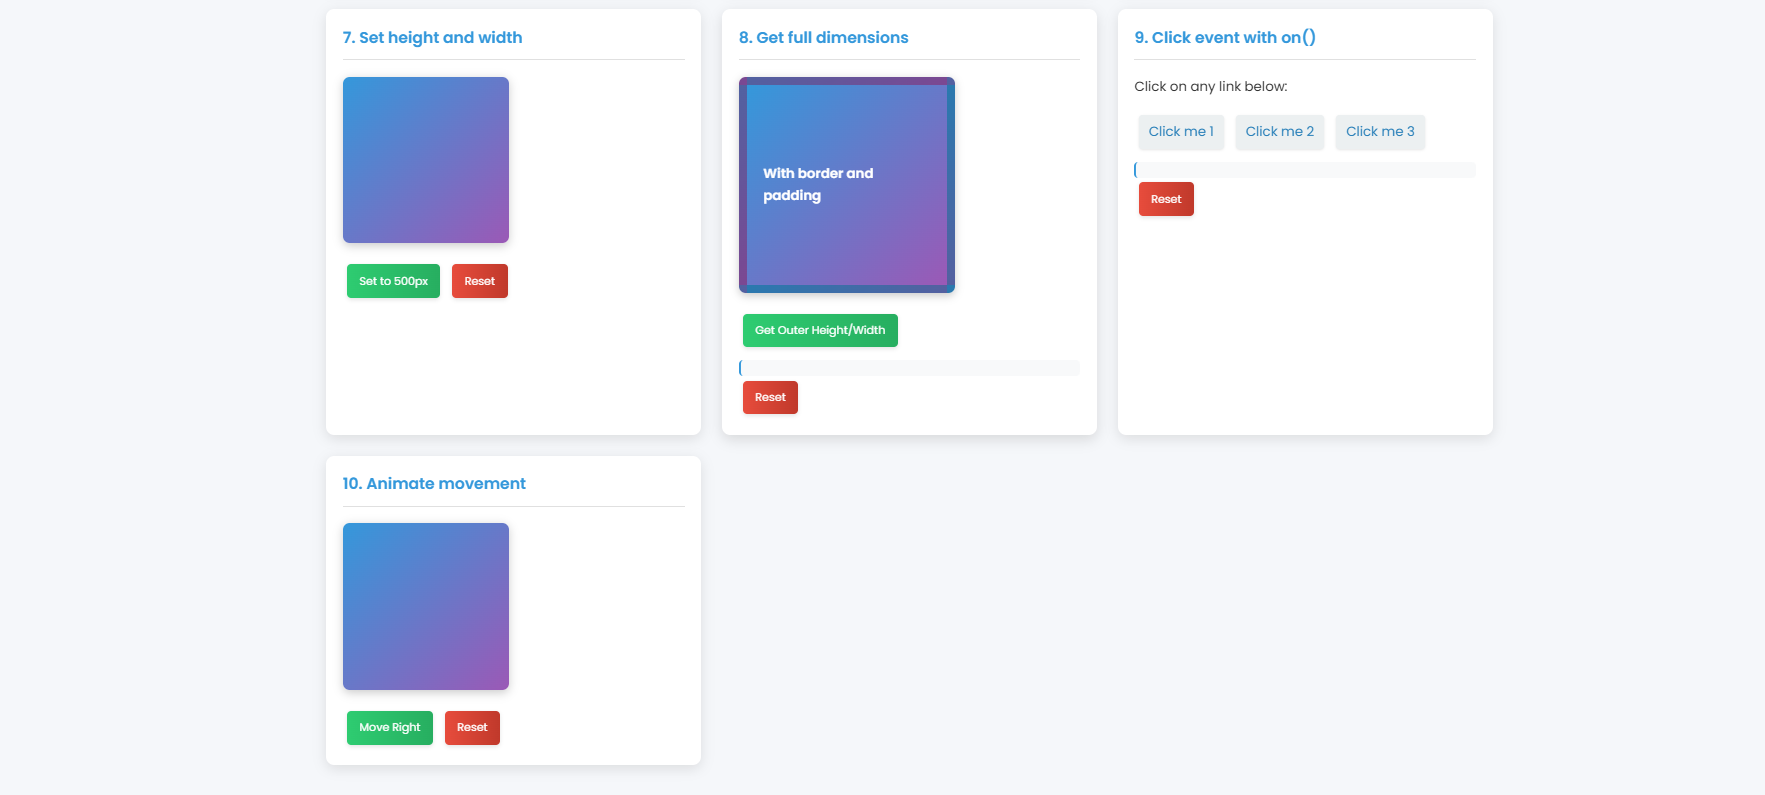 7. Set height and width
Set to 500px
Reset
8. Get full dimensions
With border and
padding
Get Outer Height/Width
Reset
9. Click event with on()
Click on any link below:
Click me 1
Click me 2
Click me 3
Reset
10. Animate movement
Move Right
Reset